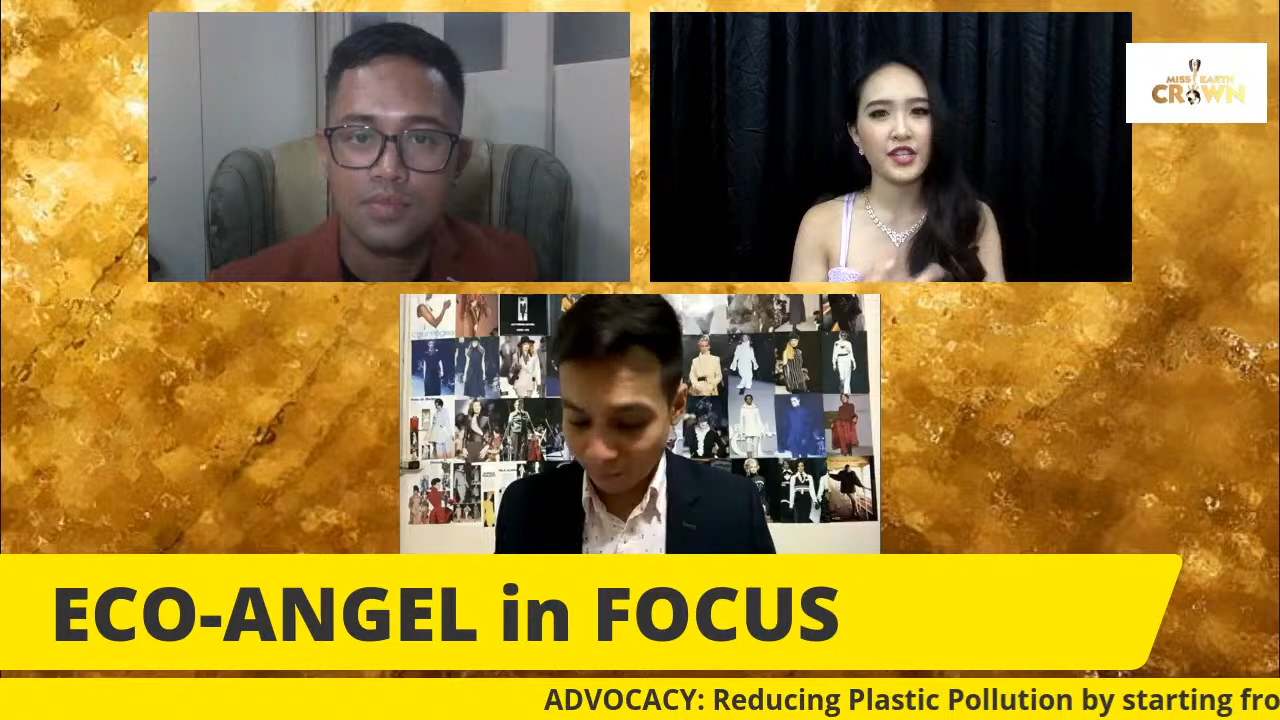 MISS EARTH
CROWN
ECO-ANGEL in FOCUS
ADVOCACY: Reducing Plastic Pollution by starting fro